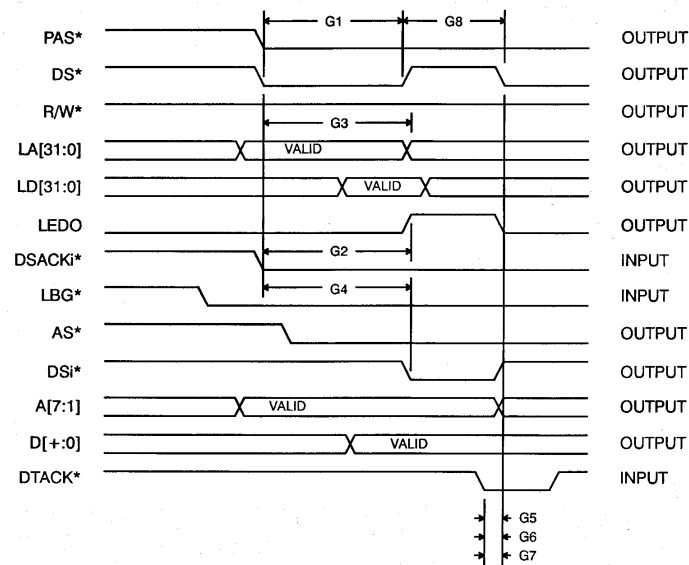 G1 G8
PAS* OUTPUT
DS* OUTPUT
R/W* OUTPUT
G3
LA[31:0] VALID OUTPUT
LD[31:0] VALID OUTPUT
LEDO OUTPUT
G2
DSACKi* INPUT
G4
LBG* INPUT
AS* OUTPUT
DSi* OUTPUT
A[7:1] VALID OUTPUT
D[+:0] VALID OUTPUT
DTACK* INPUT
G5
G6
G7